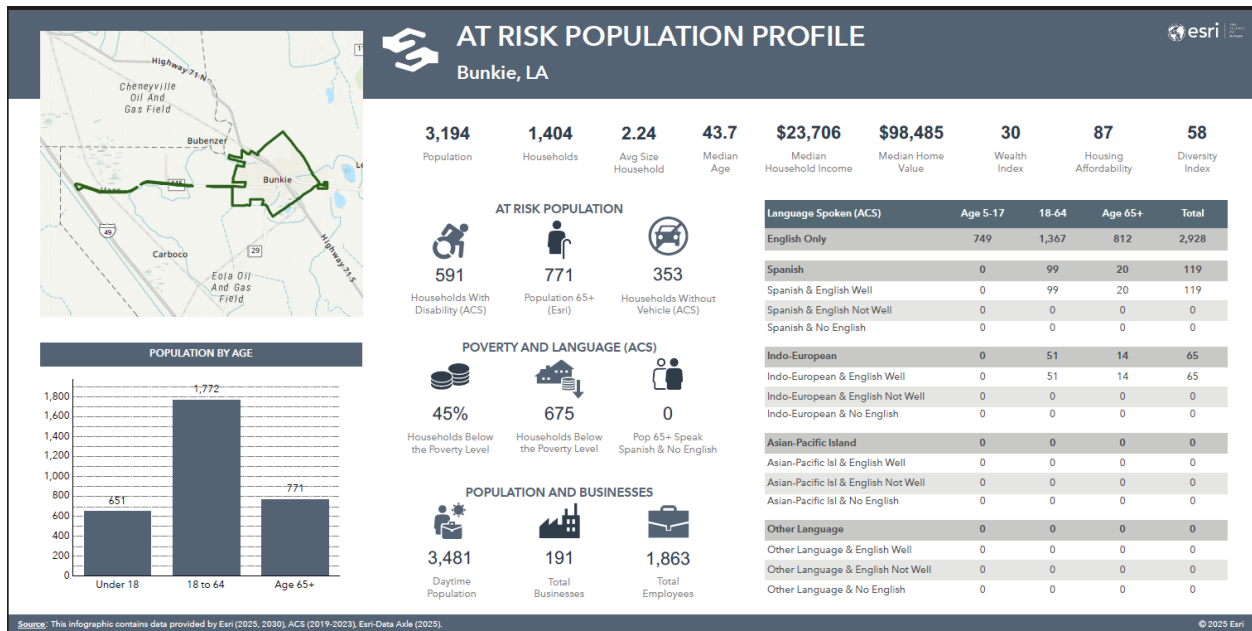 AT RISK POPULATION PROFILE
Bunkie, LA
esri
Highway 71-N
Cheneyville
Oil And
Gas Field
Bubenzer
Bunkie
Haas
115
49
Carboco
29
Highway 71-S
Eola Oil
And Gas
Field
3,194
Population
1,404
Households
2.24
Avg Size
Household
43.7
Median
Age
$23,706
Median
Household Income
$98,485
Median Home
Value
30
Wealth
Index
87
Housing
Affordability
58
Diversity
Index
AT RISK POPULATION
591
Households With
Disability (ACS)
771
Population 65+
(Esri)
353
Households Without
Vehicle (ACS)
POVERTY AND LANGUAGE (ACS)
45%
Households Below
the Poverty Level
675
Households Below
the Poverty Level
0
Pop 65+ Speak
Spanish & No English
POPULATION AND BUSINESSES
3,481
Daytime
Population
191
Total
Businesses
1,863
Total
Employees
POPULATION BY AGE
1,800
1,600
1,400
1,200
1,000
800
600
400
200
0
651
1,772
771
Under 18
18 to 64
Age 65+
Language Spoken (ACS) Age 5-17 18-64 Age 65+ Total
English Only 749 1,367 812 2,928
Spanish 0 99 20 119
Spanish & English Well 0 99 20 119
Spanish & English Not Well 0 0 0 0
Spanish & No English 0 0 0 0
Indo-European 0 51 14 65
Indo-European & English Well 0 51 14 65
Indo-European & English Not Well 0 0 0 0
Indo-European & No English 0 0 0 0
Asian-Pacific Island 0 0 0 0
Asian-Pacific Isl & English Well 0 0 0 0
Asian-Pacific Isl & English Not Well 0 0 0 0
Asian-Pacific Isl & No English 0 0 0 0
Other Language 0 0 0 0
Other Language & English Well 0 0 0 0
Other Language & English Not Well 0 0 0 0
Other Language & No English 0 0 0 0
Source: This infographic contains data provided by Esri (2025, 2030), ACS (2019-2023), Esri-Data Axle (2025).
© 2025 Esri